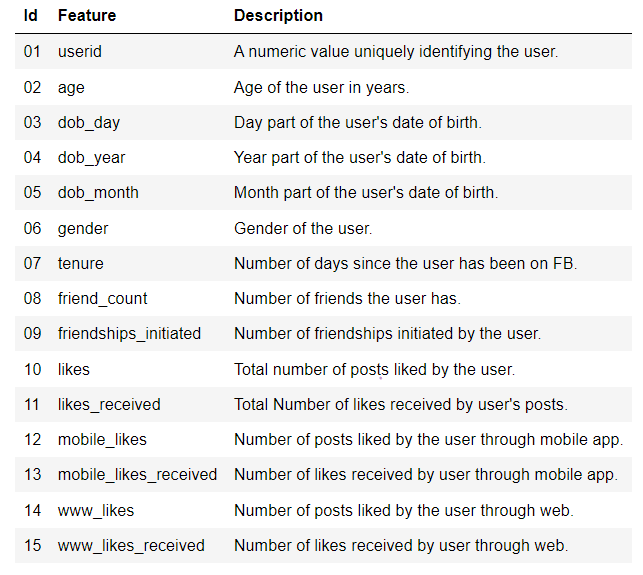 Id Feature Description
01 userid A numeric value uniquely identifying the user.
02 age Age of the user in years.
03 dob_day Day part of the user's date of birth.
04 dob_year Year part of the user's date of birth.
05 dob_month Month part of the user's date of birth.
06 gender Gender of the user.
07 tenure Number of days since the user has been on FB.
08 friend_count Number of friends the user has.
09 friendships_initiated Number of friendships initiated by the user.
10 likes Total number of posts liked by the user.
11 likes_received Total Number of likes received by user's posts.
12 mobile_likes Number of posts liked by the user through mobile app.
13 mobile_likes_received Number of likes received by user through mobile app.
14 www_likes Number of posts liked by the user through web.
15 www_likes_received Number of likes received by user through web.